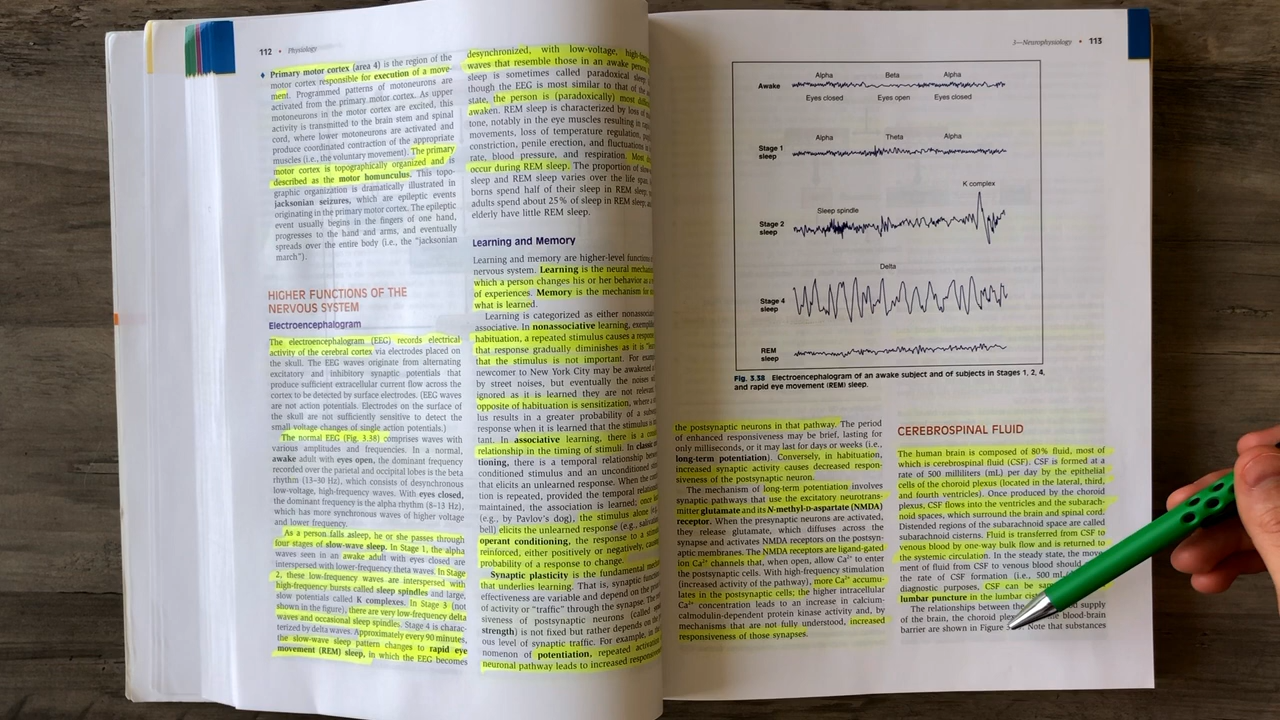 112 • Physiology
♦ Primary motor cortex (area 4) is the region of the
motor cortex responsible for execution of a move-
ment. Programmed patterns of motoneurons are
activated from the primary motor cortex. As upper
motoneurons in the motor cortex are excited, this
activity is transmitted to the brain stem and spinal
cord, where lower motoneurons are activated and
produce coordinated contraction of the appropriate
muscles (i.e., the voluntary movement). The primary
motor cortex is topographically organized and is
described as the motor homunculus. This topo-
graphic organization is dramatically illustrated in
jacksonian seizures, which are epileptic events
originating in the primary motor cortex. The epileptic
event usually begins in the fingers of one hand,
progresses to the hand and arms, and eventually
spreads over the entire body (i.e., the "jacksonian
march").
HIGHER FUNCTIONS OF THE
NERVOUS SYSTEM
Electroencephalogram
The electroencephalogram (EEG) records electrical
activity of the cerebral cortex via electrodes placed on
the skull. The EEG waves originate from alternating
excitatory and inhibitory synaptic potentials that
produce sufficient extracellular current flow across the
cortex to be detected by surface electrodes. (EEG waves
are not action potentials. Electrodes on the surface of
the skull are not sufficiently sensitive to detect the
small voltage changes of single action potentials.)
The normal EEG (Fig. 3.38) comprises waves with
various amplitudes and frequencies. In a normal,
awake adult with eyes open, the dominant frequency
recorded over the parietal and occipital lobes is the beta
rhythm (13–30 Hz), which consists of desynchronous
low-voltage, high-frequency waves. With eyes closed,
the dominant frequency is the alpha rhythm (8–13 Hz),
which has more synchronous waves of higher voltage
and lower frequency.
As a person falls asleep, he or she passes through
four stages of slow-wave sleep. In Stage 1, the alpha
waves seen in an awake adult with eyes closed are
interspersed with lower-frequency theta waves. In Stage
2, these low-frequency waves are interspersed with
high-frequency bursts called sleep spindles and large,
slow potentials called K complexes. In Stage 3 (not
shown in figure), there are very low-frequency delta
waves and occasional sleep spindles. Stage 4 is charac-
terized by delta waves. Approximately every 90 minutes,
the slow-wave sleep pattern changes to rapid eye
movement (REM) sleep, in which the EEG becomes
desynchronized, with low-voltage, high-
waves that resemble those in an awake
sleep is sometimes called paradoxical
though the EEG is most similar to that of the
state, the person is (paradoxically) most
awaken. REM sleep is characterized by loss of
tone, notably in the eye muscles resulting in
movements, loss of temperature regulation,
constriction, penile erection, and fluctuations in
rate, blood pressure, and respiration. Most
occur during REM sleep. The proportion of
sleep and REM sleep varies over the life
borns spend half of their sleep in REM sleep,
adults spend about 25% of sleep in REM sleep,
elderly have little REM sleep.
Learning and Memory
Learning and memory are higher-level functions
nervous system. Learning is the neural
which a person changes his or her behavior as
of experiences. Memory is the mechanism for
what is learned.
Learning is categorized as either
associative. In nonassociative learning,
habituation, a repeated stimulus causes a
that response gradually diminishes as it
that the stimulus is not important. For
newcomer to New York City may be awakened
by street noises, but eventually the noises
ignored as it is learned they are not
opposite of habituation is sensitization, where a
lus results in a greater probability of a
response when it is learned that the stimulus is
tant. In associative learning, there is a
relationship in the timing of stimuli. In
tioning, there is a temporal relationship
conditioned stimulus and an unconditioned
that elicits an unlearned response. When the
tion is repeated, provided the temporal
maintained, the association is learned; once
(e.g., by Pavlov's dog), the stimulus alone
bell) elicits the unlearned response (e.g.,
operant conditioning, the response to a
reinforced, either positively or negatively,
probability of a response to change.
Synaptic plasticity is the fundamental
that underlies learning. That is, synaptic
effectiveness are variable and depend on the
of activity or "traffic" through the synapse. The
siveness of postsynaptic neurons (called
strength) is not fixed but rather depends on the
ous level of synaptic traffic. For example, in the
nomenon of potentiation, repeated
neuronal pathway leads to increased
3—Neurophysiology • 113
Alpha Beta Alpha
Awake
Eyes closed Eyes open Eyes closed
Alpha Theta Alpha
Stage 1
sleep
K complex
Sleep spindle
Stage 2
sleep
Delta
Stage 4
sleep
REM
sleep
Fig. 3.38 Electroencephalogram of an awake subject and of subjects in Stages 1, 2, 4,
and rapid eye movement (REM) sleep.
the postsynaptic neurons in that pathway. The period
of enhanced responsiveness may be brief, lasting for
only milliseconds, or it may last for days or weeks (i.e.,
long-term potentiation). Conversely, in habituation,
increased synaptic activity causes decreased respon-
siveness of the postsynaptic neuron.
The mechanism of long-term potentiation involves
synaptic pathways that use the excitatory neurotrans-
mitter glutamate and its N-methyl-D-aspartate (NMDA)
receptor. When the presynaptic neurons are activated,
they release glutamate, which diffuses across the
synapse and activates NMDA receptors on the postsyn-
aptic membranes. The NMDA receptors are ligand-gated
ion Ca²⁺ channels that, when open, allow Ca²⁺ to enter
the postsynaptic cells. With high-frequency stimulation
(increased activity of the pathway), more Ca²⁺ accumu-
lates in the postsynaptic cells; the higher intracellular
Ca²⁺ concentration leads to an increase in calcium-
calmodulin-dependent protein kinase activity and, by
mechanisms that are not fully understood, increased
responsiveness of those synapses.
CEREBROSPINAL FLUID
The human brain is composed of 80% fluid, most of
which is cerebrospinal fluid (CSF). CSF is formed at a
rate of 500 milliliters (mL) per day by the epithelial
cells of the choroid plexus (located in the lateral, third,
and fourth ventricles). Once produced by the choroid
plexus, CSF flows into the ventricles and the subarach-
noid spaces, which surround the brain and spinal cord.
Distended regions of the subarachnoid space are called
subarachnoid cisterns. Fluid is transferred from CSF to
venous blood by one-way bulk flow and is returned to
the systemic circulation. In the steady state, the move
ment of fluid from CSF to venous blood should
the rate of CSF formation (i.e., 500 mL
diagnostic purposes, CSF can be
lumbar puncture in the lumbar
The relationships between the supply
of the brain, the choroid blood-brain
barrier are shown in Figure Note that substances